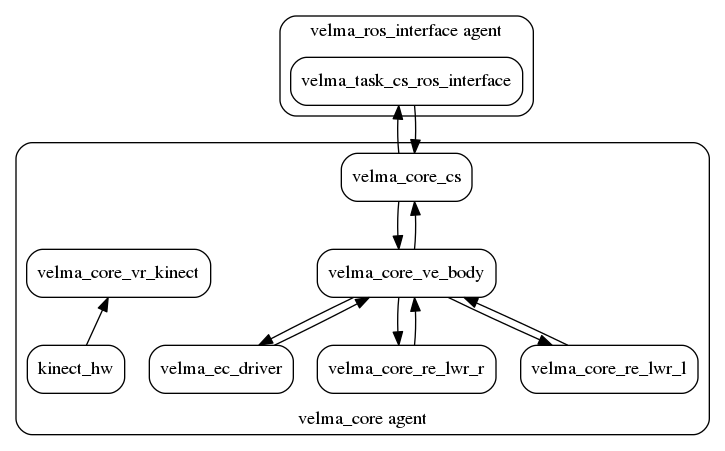 velma_ros_interface agent
velma_task_cs_ros_interface
velma_core_cs
velma_core_vr_kinect
velma_core_ve_body
kinect_hw
velma_ec_driver
velma_core_re_lwr_r
velma_core_re_lwr_l
velma_core agent